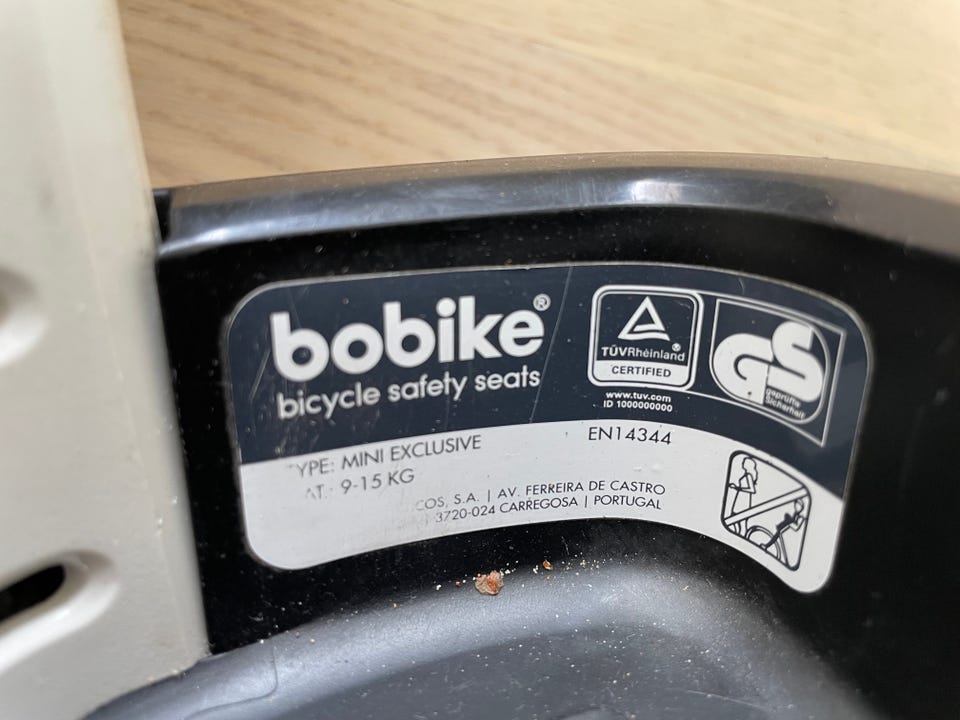 bobike®
bicycle safety seats
TÜVRheinland®
CERTIFIED
www.tuv.com
ID 1000000000
GS
geprüfte
Sicherheit
EN14344
YPE: MINI EXCLUSIVE
AT.: 9-15 KG
COS, S.A. | AV. FERREIRA DE CASTRO
3720-024 CARREGOSA | PORTUGAL